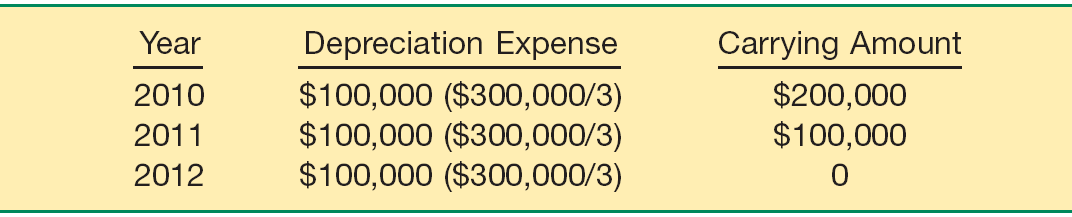 Year Depreciation Expense Carrying Amount
2010 $100,000 ($300,000/3) $200,000
2011 $100,000 ($300,000/3) $100,000
2012 $100,000 ($300,000/3) 0